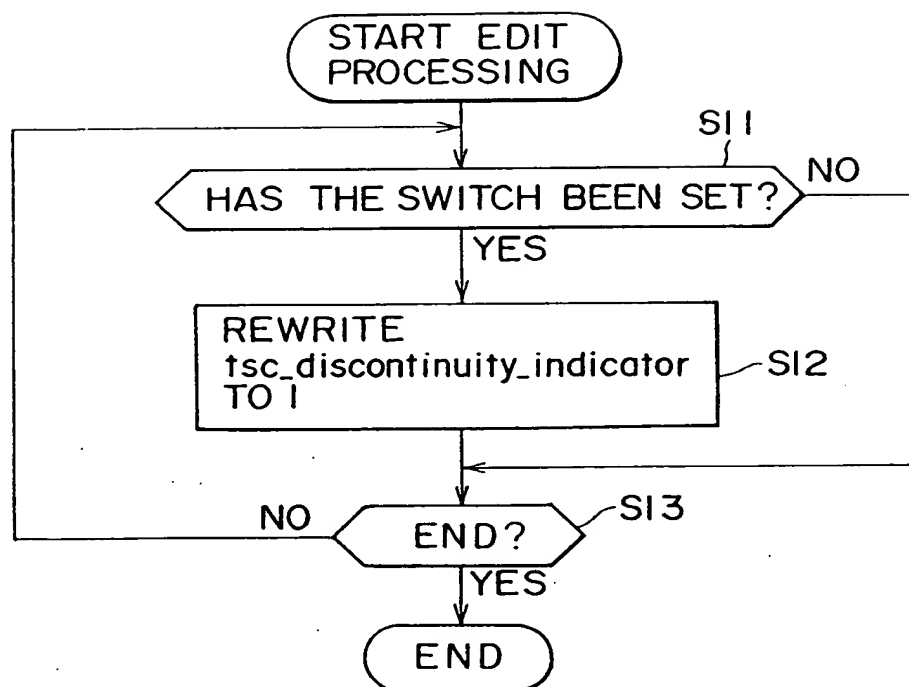 START EDIT
PROCESSING
S11
HAS THE SWITCH BEEN SET?
NO
YES
REWRITE
tsc_discontinuity_indicator
TO 1
S12
NO
END?
S13
YES
END